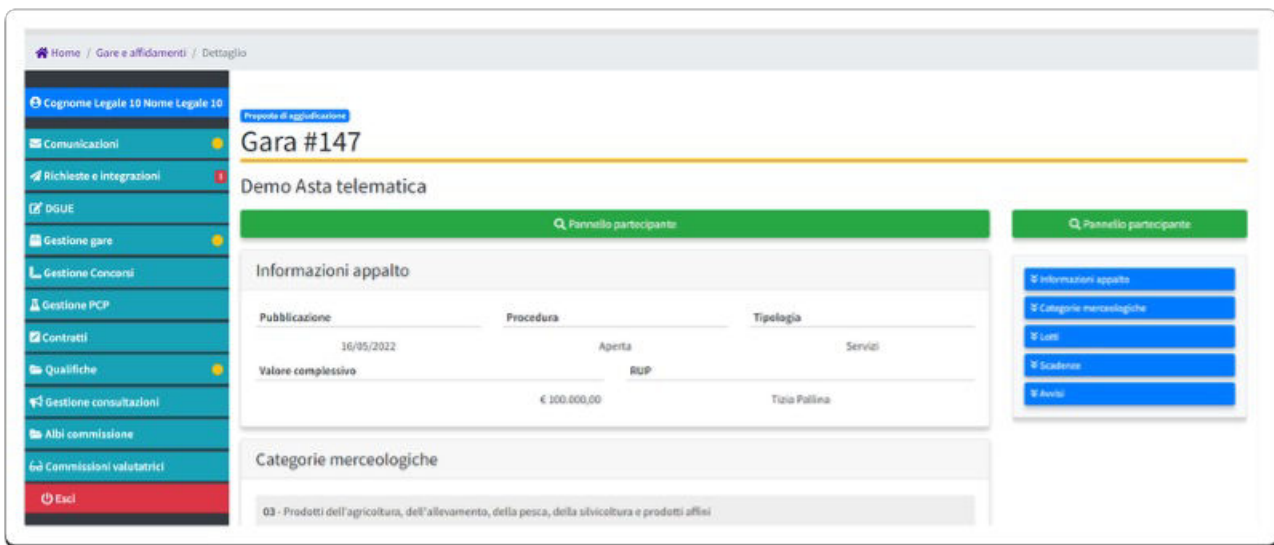 Home / Gare e affidamenti / Dettaglio
Cognome Legale 10 Nome Legale 10
Comunicazioni
Richieste e integrazioni
DGUE
Gestione gare
Gestione Concorsi
Gestione PCP
Contratti
Qualifiche
Gestione consultazioni
Albi commissione
Commissioni valutatrici
Esci
Proposta di aggiudicazione
Gara #147
Demo Asta telematica
Pannello partecipante
Informazioni appalto
Pubblicazione Procedura Tipologia
16/05/2022 Aperta Servizi
Valore complessivo RUP
€ 100.000,00 Tizia Pallina
Categorie merceologiche
03 - Prodotti dell'agricoltura, dell'allevamento, della pesca, della silvicoltura e prodotti affini
Pannello partecipante
Informazioni appalto
Categorie merceologiche
Lotti
Scadenze
Avvisi